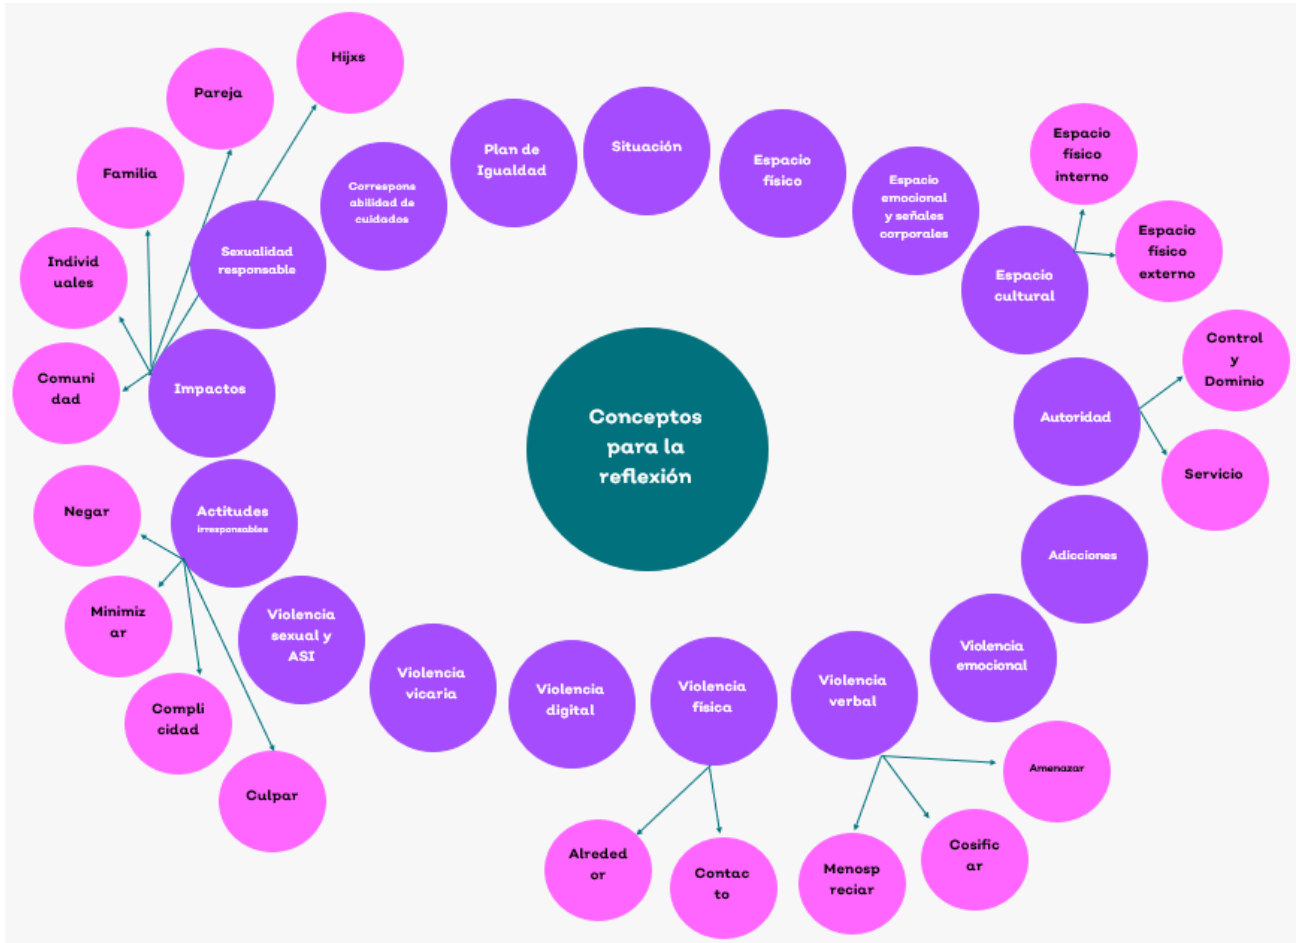 Hijxs
Pareja
Familia
Individ
uales
Comuni
dad
Impactos
Sexualidad
responsable
Correspons
abilidad de
cuidados
Plan de
Igualdad
Situación
Espacio
físico
Espacio
emocional
y señales
corporales
Espacio
cultural
Espacio
físico
interno
Espacio
físico
externo
Autoridad
Control
y
Dominio
Servicio
Adicciones
Violencia
emocional
Violencia
verbal
Amenazar
Cosific
ar
Menosp
reciar
Violencia
física
Contac
to
Alreded
or
Violencia
digital
Violencia
vicaria
Violencia
sexual y
ASI
Actitudes
irresponsables
Negar
Minimiz
ar
Compli
cidad
Culpar
Conceptos
para la
reflexión